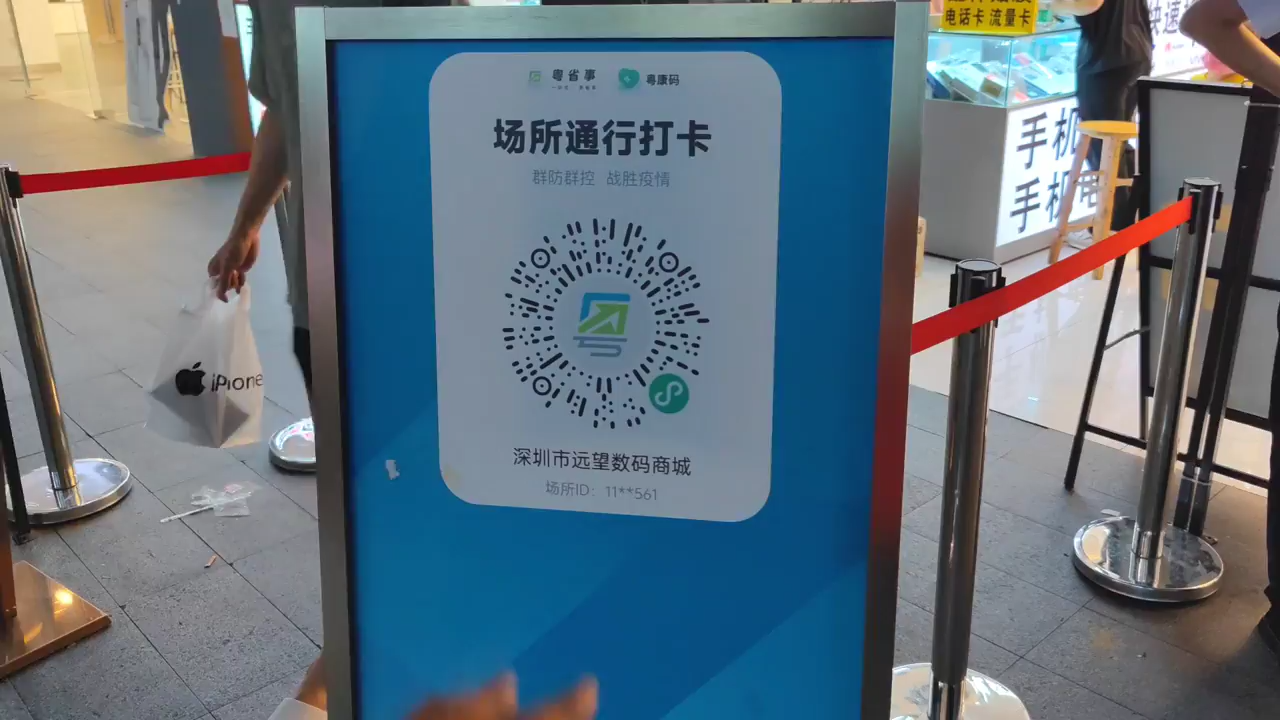 粤省事
粤康码
场所通行打卡
群防群控 战胜疫情
深圳市远望数码商城
场所ID：11**561
iPhone
电话卡 流量卡
手机
手机